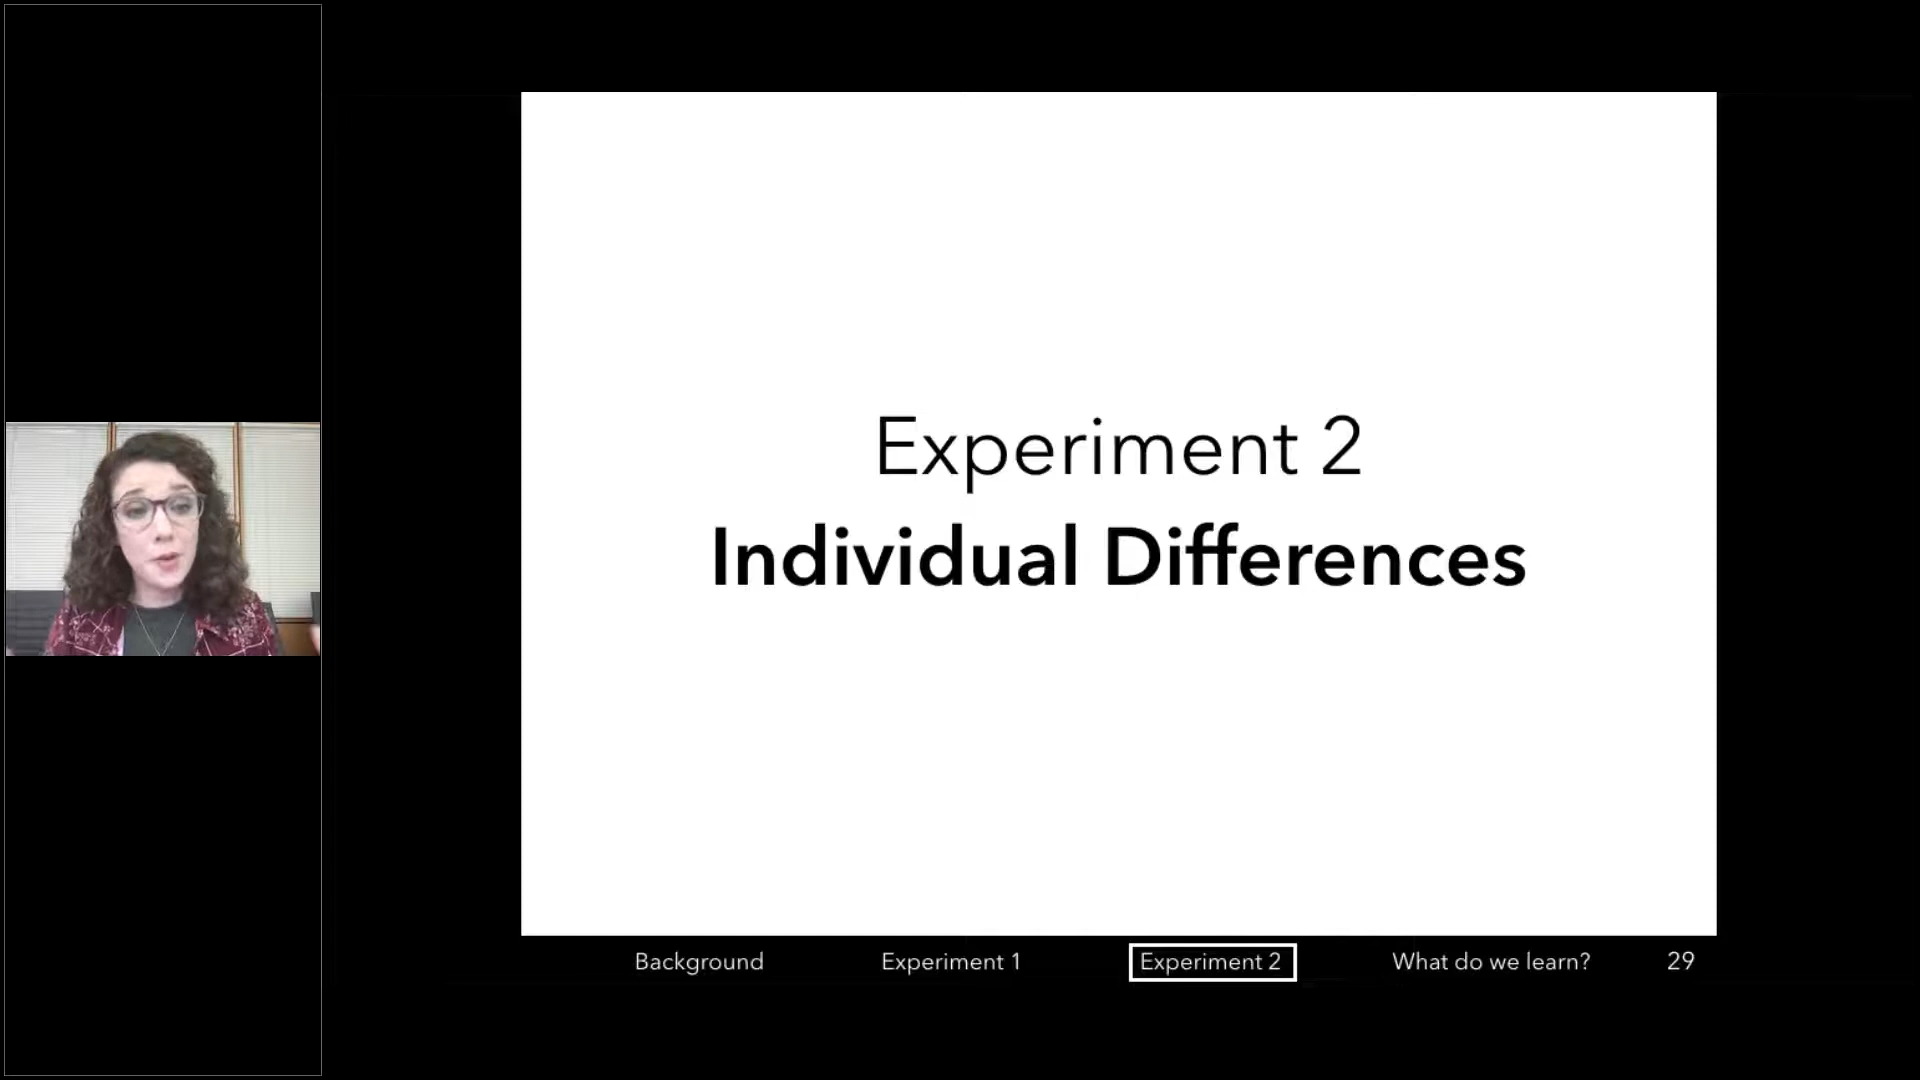 Experiment 2
Individual Differences
Background Experiment 1 Experiment 2 What do we learn? 29